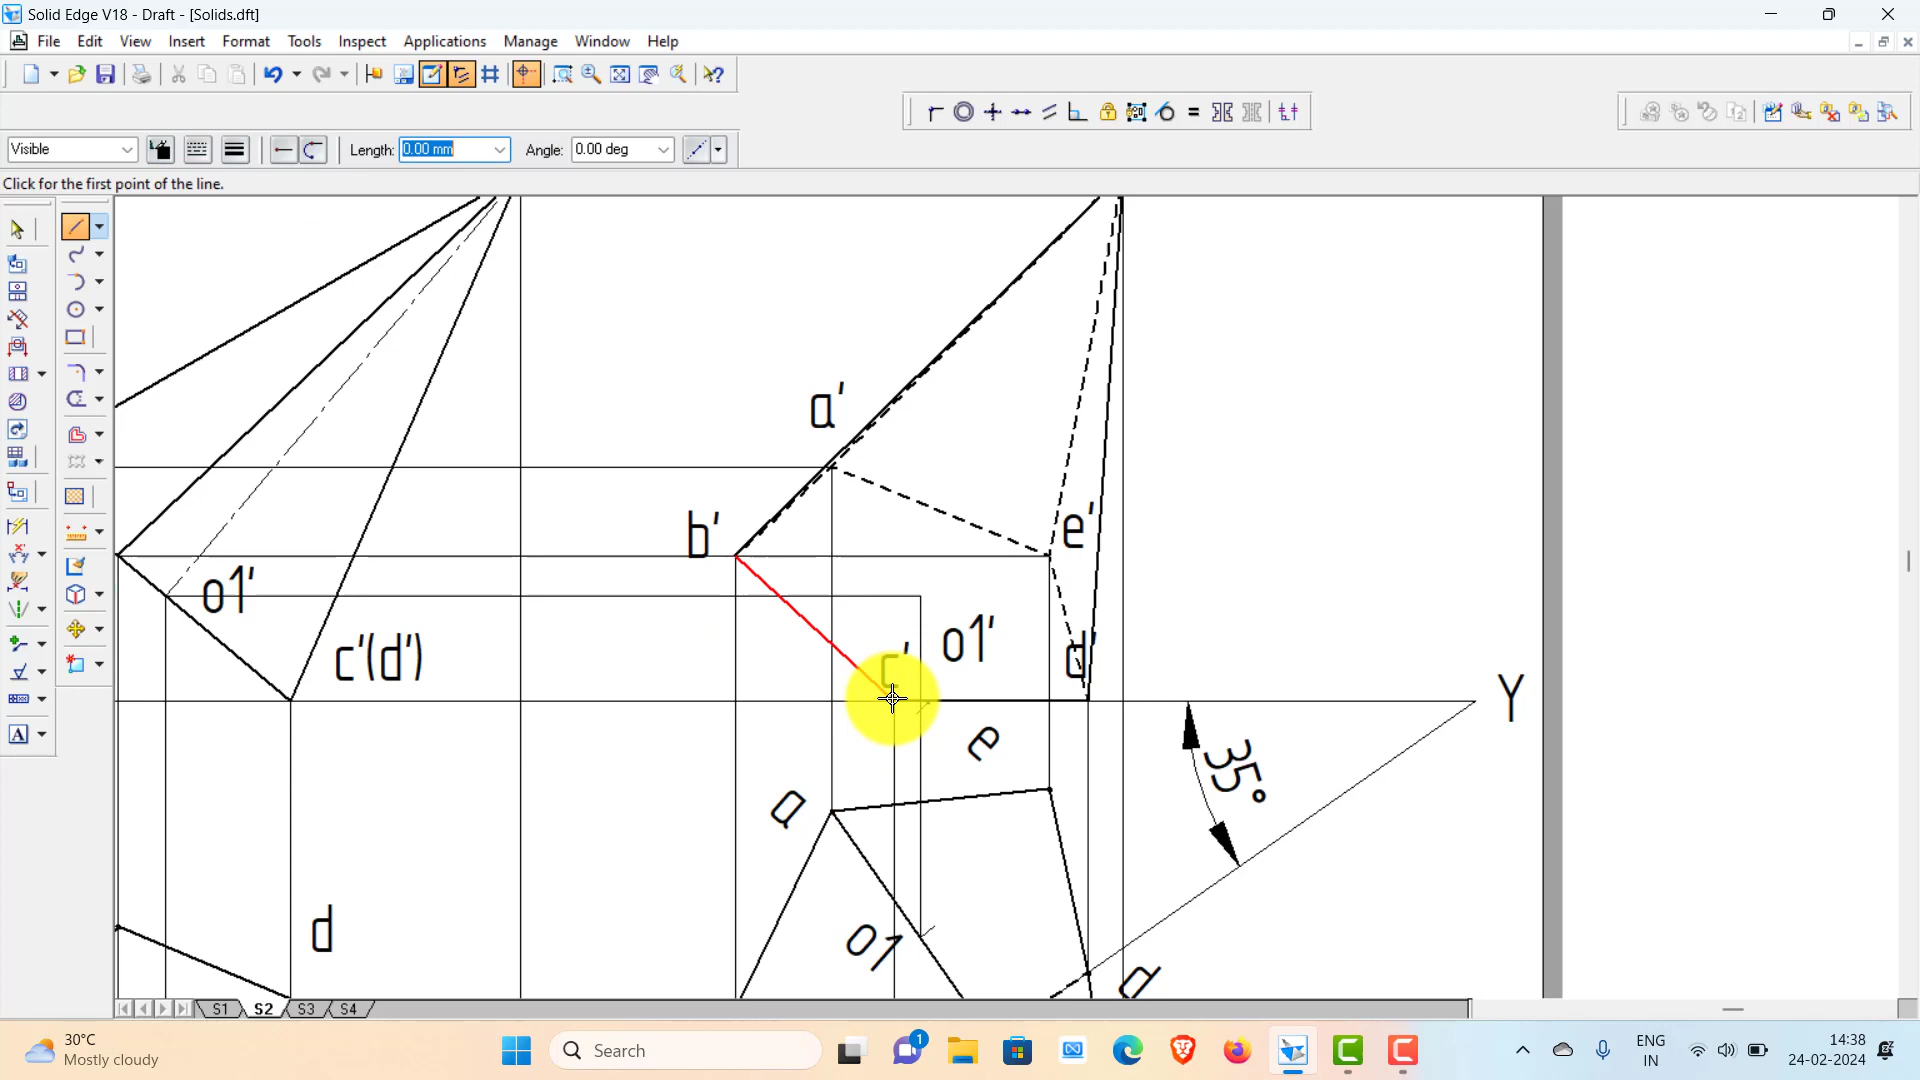 Solid Edge V18 - Draft - [Solids.dft]
File Edit View Insert Format Tools Inspect Applications Manage Window Help
Visible Length: 0.00 mm Angle: 0.00 deg
Click for the first point of the line.
a'
b'
e'
o1'
o1'
c'
d'
c'(d')
Y
e
35°
a
d
o1
d
S1 S2 S3 S4
30°C
Mostly cloudy
Search
1
ENG
IN
14:38
24-02-2024